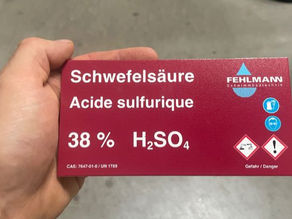 Schwefelsäure
Acide sulfurique
38 % H₂SO₄
FEHLMANN
Schwimmbadtechnik
CAS: 7647-01-0 / UN 1789
Gefahr / Danger